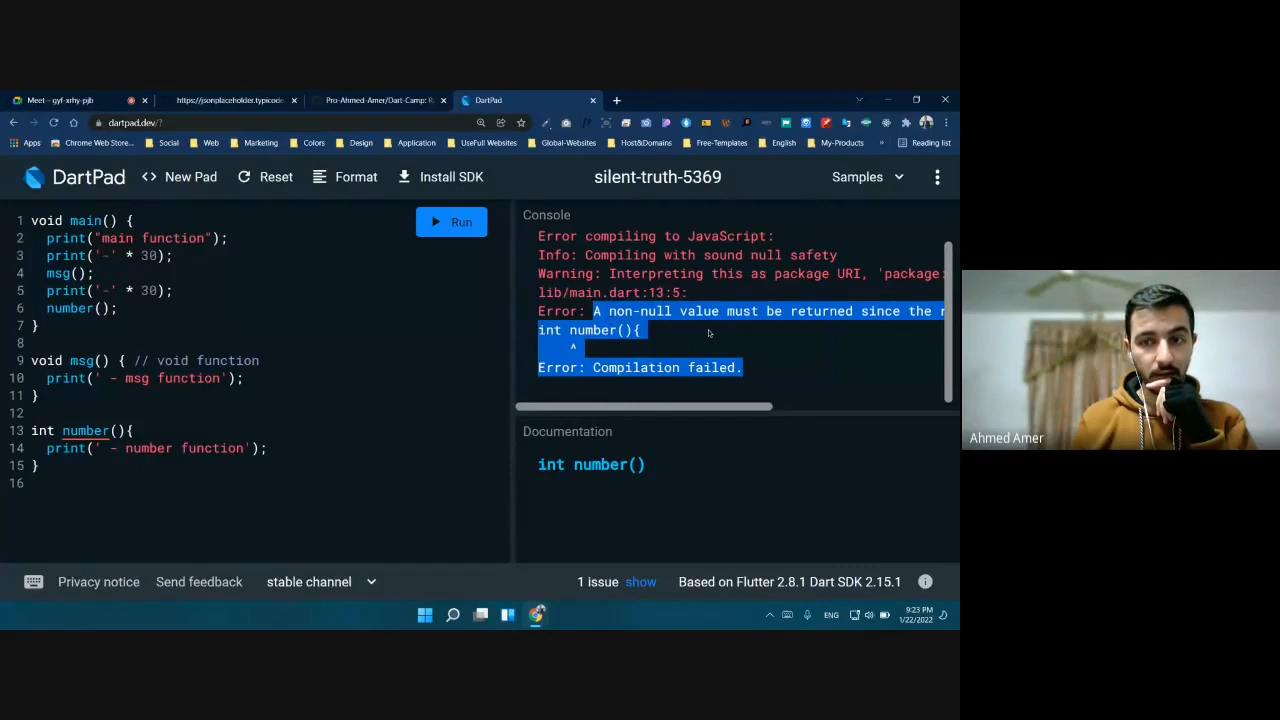 Meet – gyf-xrhy-pjb
https://jsonplaceholder.typicode
Pro-Ahmed-Amer/Dart-Camp: R
DartPad
dartpad.dev/?
Apps
Chrome Web Store...
Social
Web
Marketing
Colors
Design
Application
UseFull Websites
Global-Websites
Host&Domains
Free-Templates
English
My-Products
»
Reading list
DartPad
<> New Pad
Reset
Format
Install SDK
silent-truth-5369
Samples
Run
1 void main() {
2 print("main function");
3 print('-' * 30);
4 msg();
5 print('-' * 30);
6 number();
7 }
8
9 void msg() { // void function
10 print(' - msg function');
11 }
12
13 int number(){
14 print(' - number function');
15 }
16
Console
Error compiling to JavaScript:
Info: Compiling with sound null safety
Warning: Interpreting this as package URI, 'package:
lib/main.dart:13:5:
Error: A non-null value must be returned since the r
int number(){
^
Error: Compilation failed.
Documentation
int number()
Privacy notice
Send feedback
stable channel
1 issue show
Based on Flutter 2.8.1 Dart SDK 2.15.1
ENG
9:23 PM
1/22/2022
Ahmed Amer